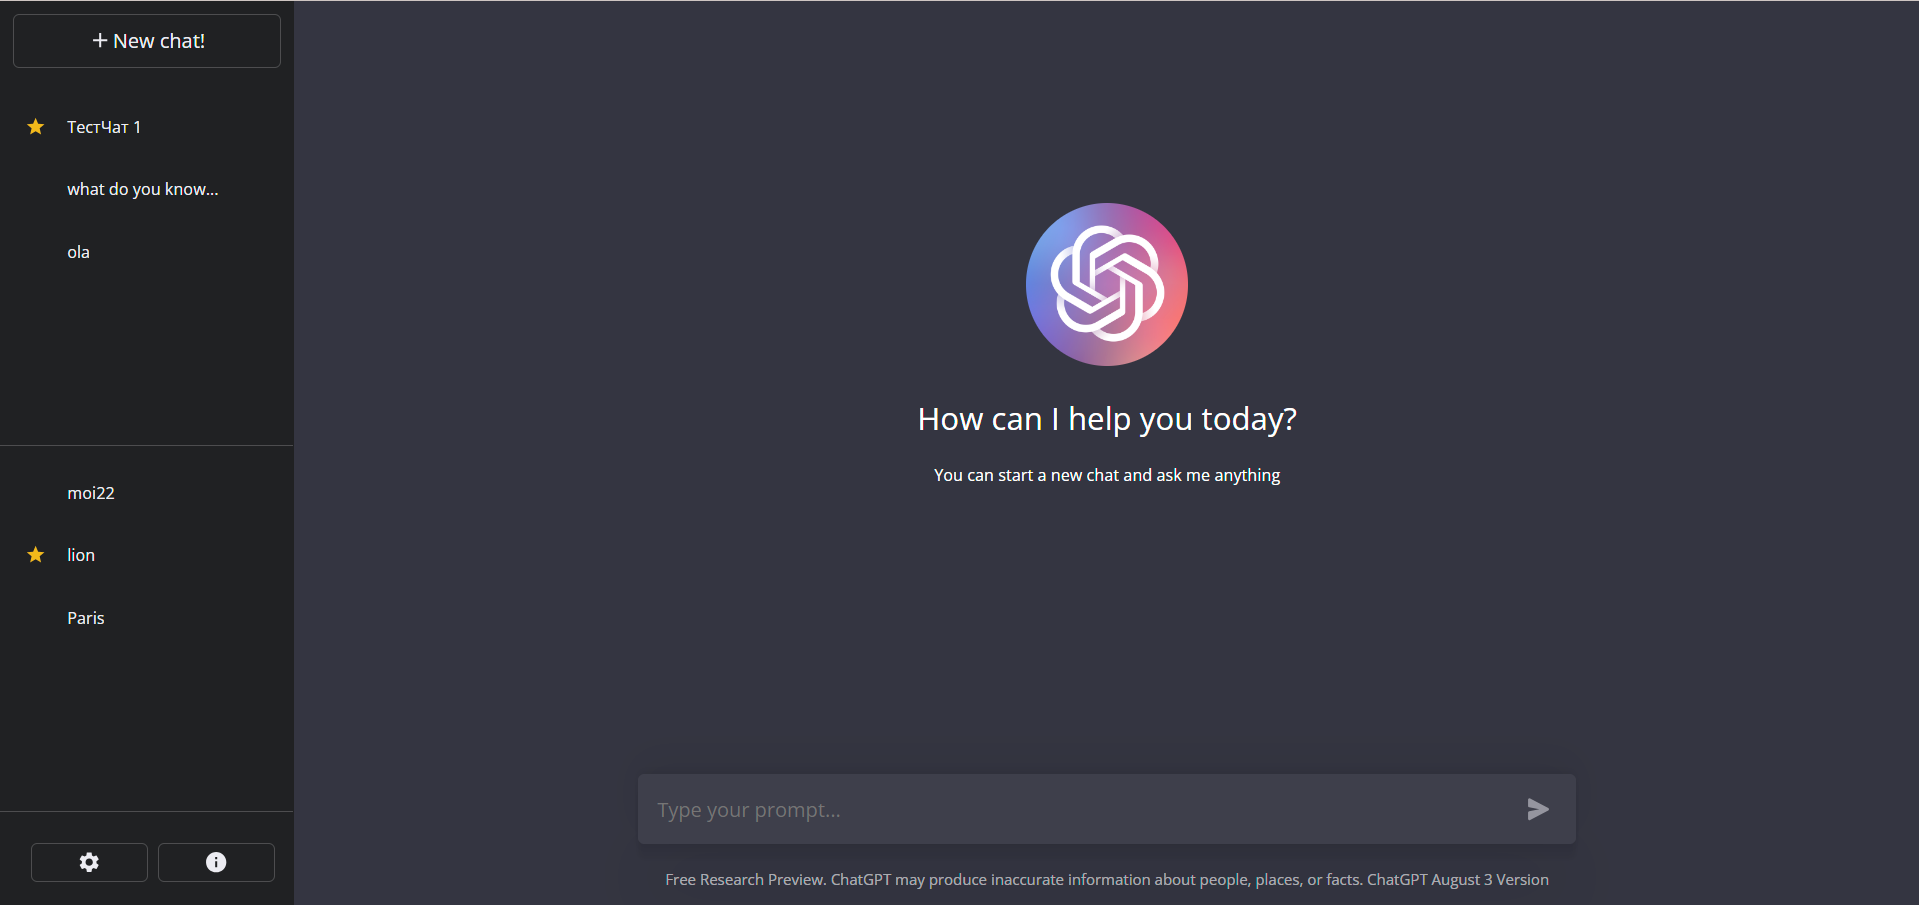 New chat!
ТестЧат 1
what do you know...
ola
moi22
lion
Paris
How can I help you today?
You can start a new chat and ask me anything
Type your prompt...
Free Research Preview. ChatGPT may produce inaccurate information about people, places, or facts. ChatGPT August 3 Version